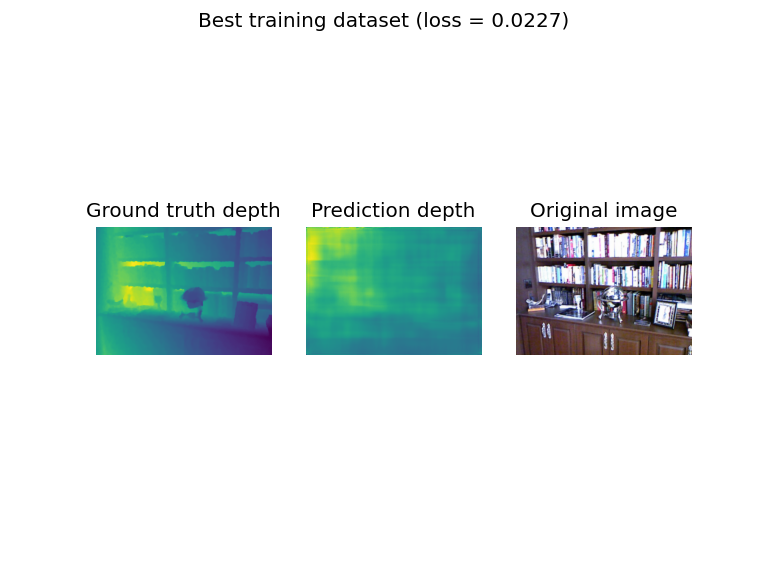 Best training dataset (loss = 0.0227)
Ground truth depth
Prediction depth
Original image